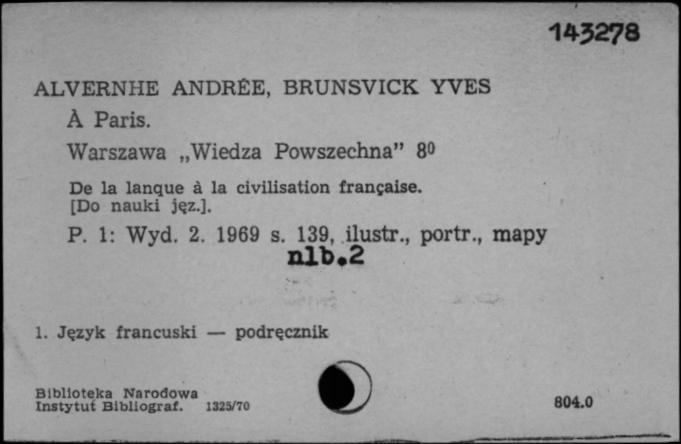 143278
ALVERNHE ANDRÉE, BRUNSVICK YVES
À Paris.
Warszawa „Wiedza Powszechna” 8⁰
De la lanque à la civilisation française.
[Do nauki jęz.].
P. 1: Wyd. 2. 1969 s. 139, ilustr., portr., mapy
nlb.2
1. Język francuski — podręcznik
Biblioteka Narodowa
Instytut Bibliograf. 1325/70
804.0